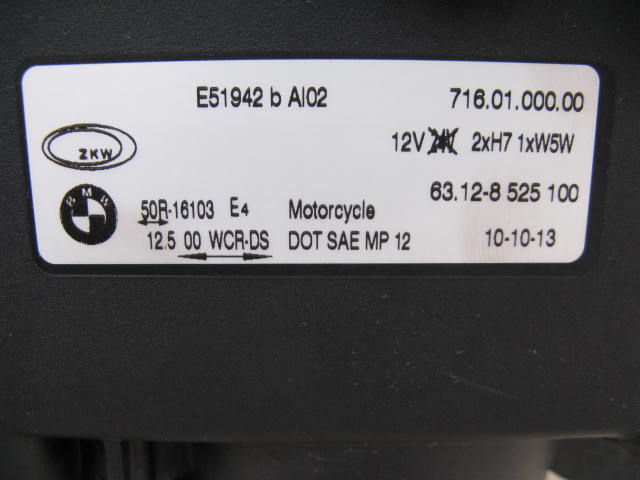 E51942 b AI02 716.01.000.00
ZKW 12V 24V 2xH7 1xW5W
BMW 50R-16103 E4 Motorcycle 63.12-8 525 100
12.5 00 WCR-DS DOT SAE MP 12 10-10-13